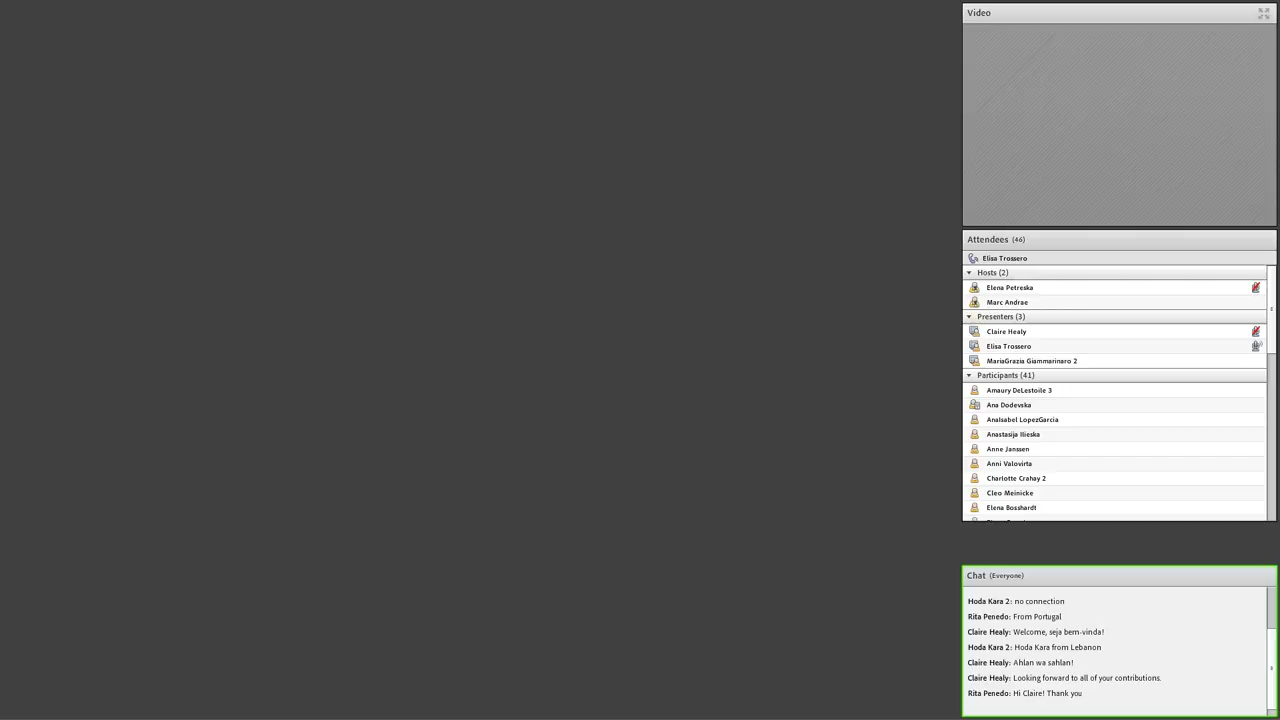 Video
Attendees (46)
Elisa Trossero
Hosts (2)
Elena Petreska
Marc Andrae
Presenters (3)
Claire Healy
Elisa Trossero
MariaGrazia Giammarinaro 2
Participants (41)
Amaury DeLestoile 3
Ana Dodevska
AnaIsabel LopezGarcia
Anastasija Ilieska
Anne Janssen
Anni Valovirta
Charlotte Crahay 2
Cleo Meinicke
Elena Bosshardt
Chat (Everyone)
Hoda Kara 2: no connection
Rita Penedo: From Portugal
Claire Healy: Welcome, seja bem-vinda!
Hoda Kara 2: Hoda Kara from Lebanon
Claire Healy: Ahlan wa sahlan!
Claire Healy: Looking forward to all of your contributions.
Rita Penedo: Hi Claire! Thank you